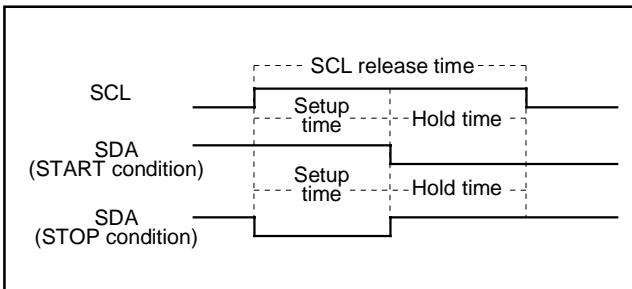 SCL release time
SCL
Setup
time
Hold time
SDA
(START condition)
Setup
time
Hold time
SDA
(STOP condition)